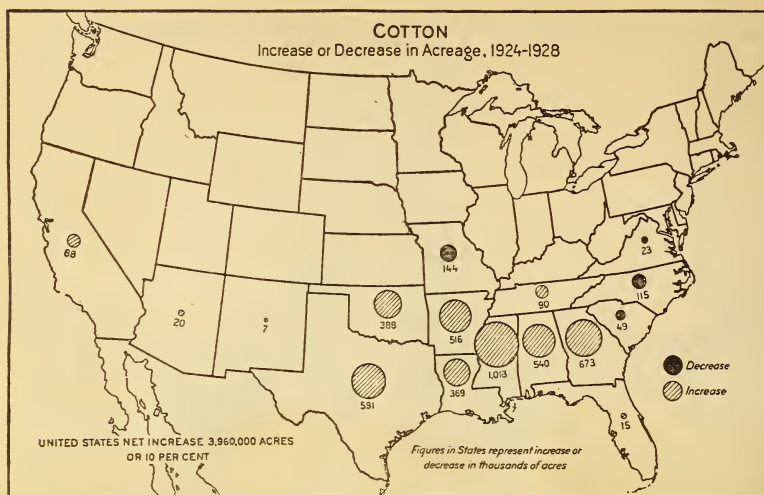 COTTON
Increase or Decrease in Acreage, 1924-1928
68
20
7
388
591
144
516
369
1,013
90
540
673
23
115
49
15
Decrease
Increase
UNITED STATES NET INCREASE 3,960,000 ACRES
OR 10 PER CENT
Figures in States represent increase or
decrease in thousands of acres